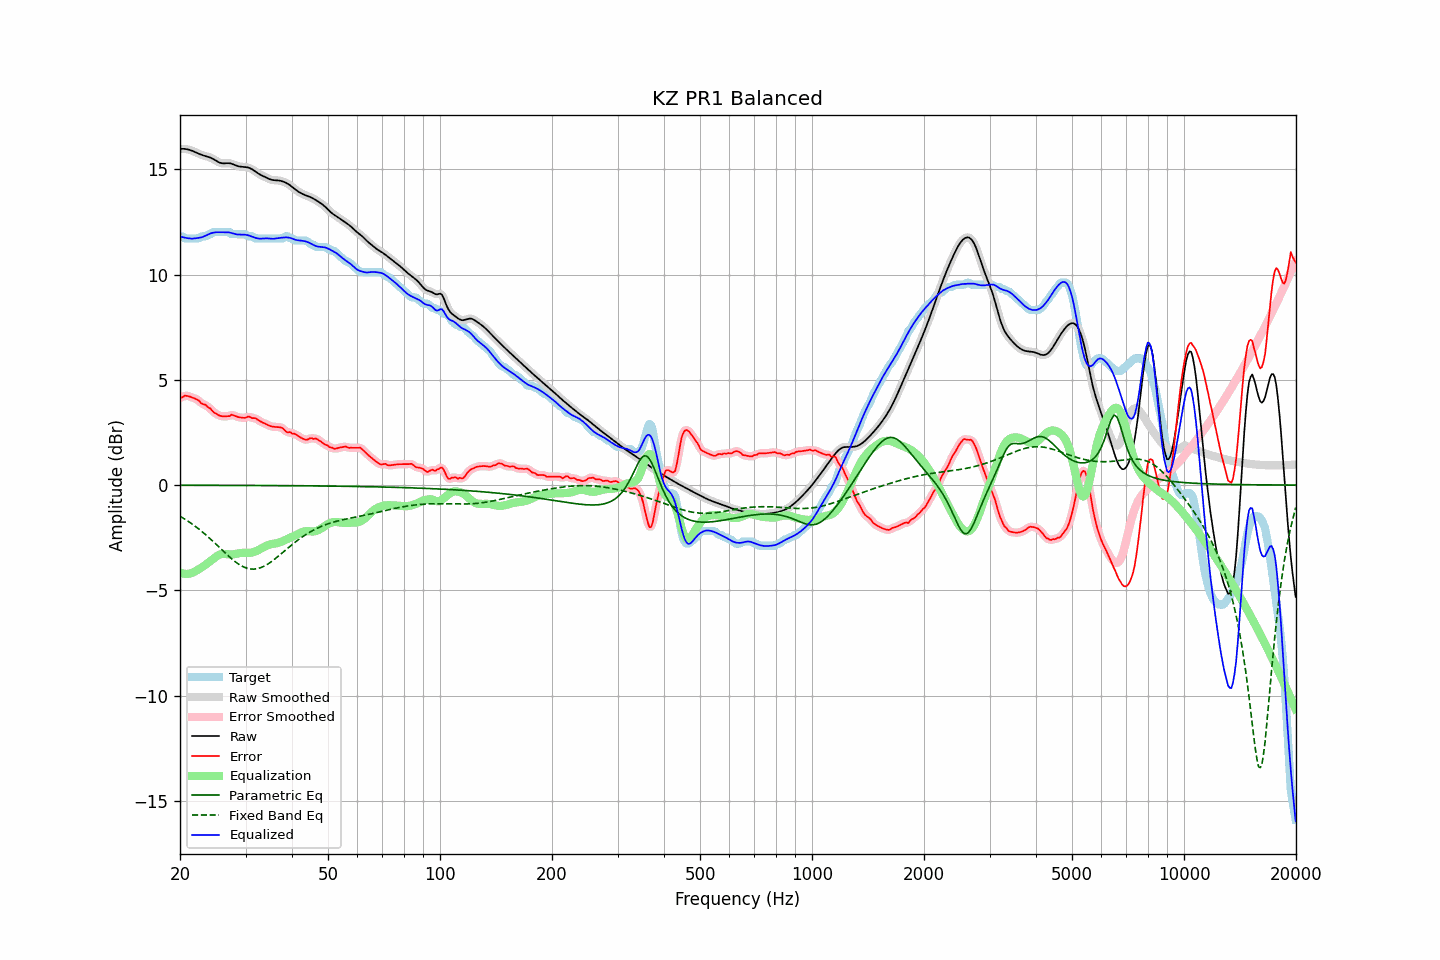 KZ PR1 Balanced
Amplitude (dBr)
15
10
5
0
−5
−10
−15
Target
Raw Smoothed
Error Smoothed
Raw
Error
Equalization
Parametric Eq
Fixed Band Eq
Equalized
20 50 100 200 500 1000 2000 5000 10000 20000
Frequency (Hz)